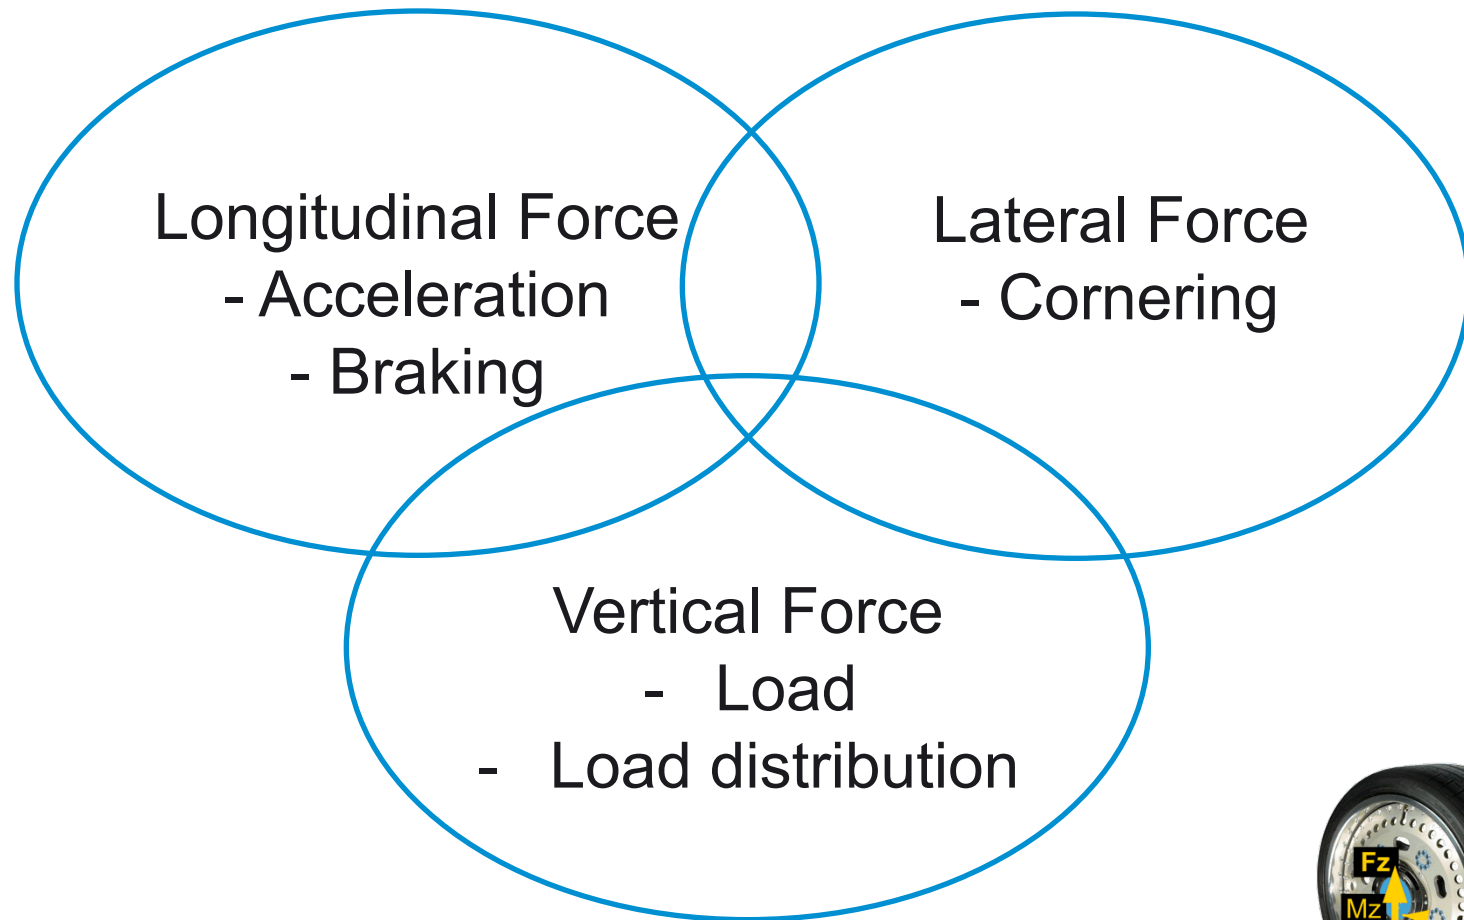 Longitudinal Force
- Acceleration
- Braking
Lateral Force
- Cornering
Vertical Force
- Load
- Load distribution
Fz
Mz